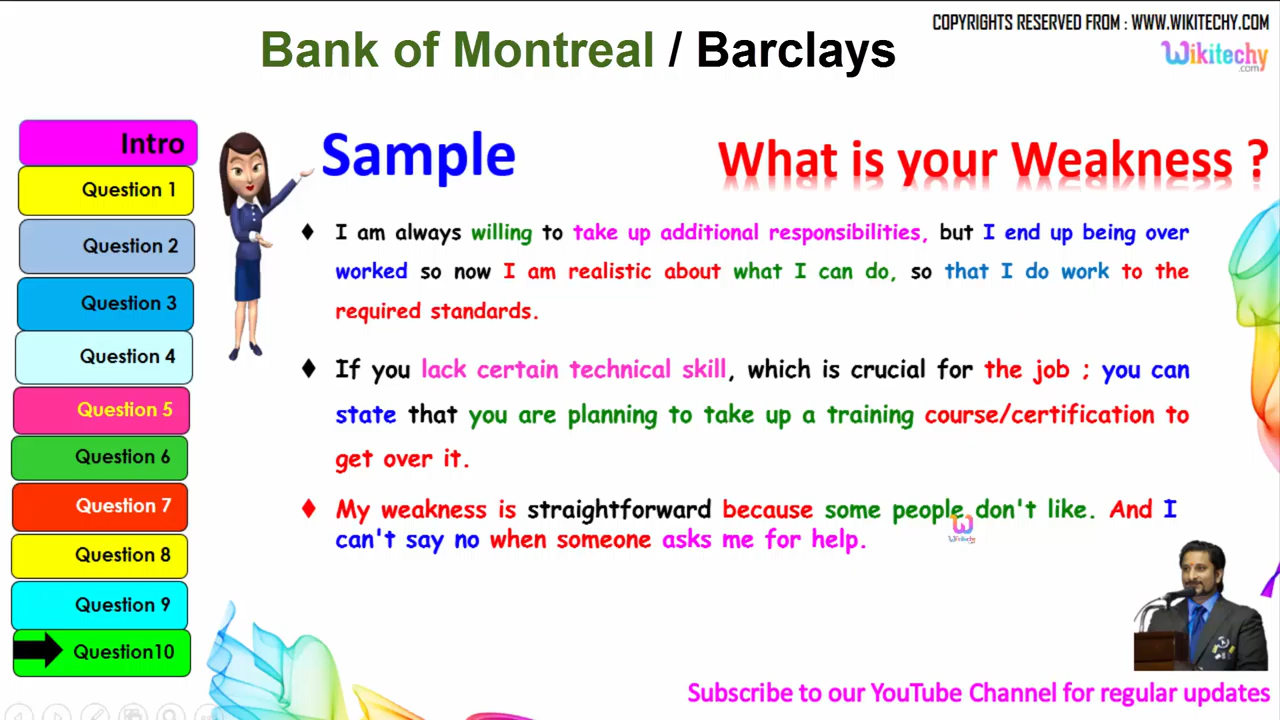 COPYRIGHTS RESERVED FROM : WWW.WIKITECHY.COM
Bank of Montreal / Barclays
Wikitechy
.com
Intro
Question 1
Question 2
Question 3
Question 4
Question 5
Question 6
Question 7
Question 8
Question 9
Question10
Sample
What is your Weakness ?
I am always willing to take up additional responsibilities, but I end up being over
worked so now I am realistic about what I can do, so that I do work to the
required standards.
If you lack certain technical skill, which is crucial for the job ; you can
state that you are planning to take up a training course/certification to
get over it.
My weakness is straightforward because some people don't like. And I
can't say no when someone asks me for help.
W
Wikitechy
Subscribe to our YouTube Channel for regular updates